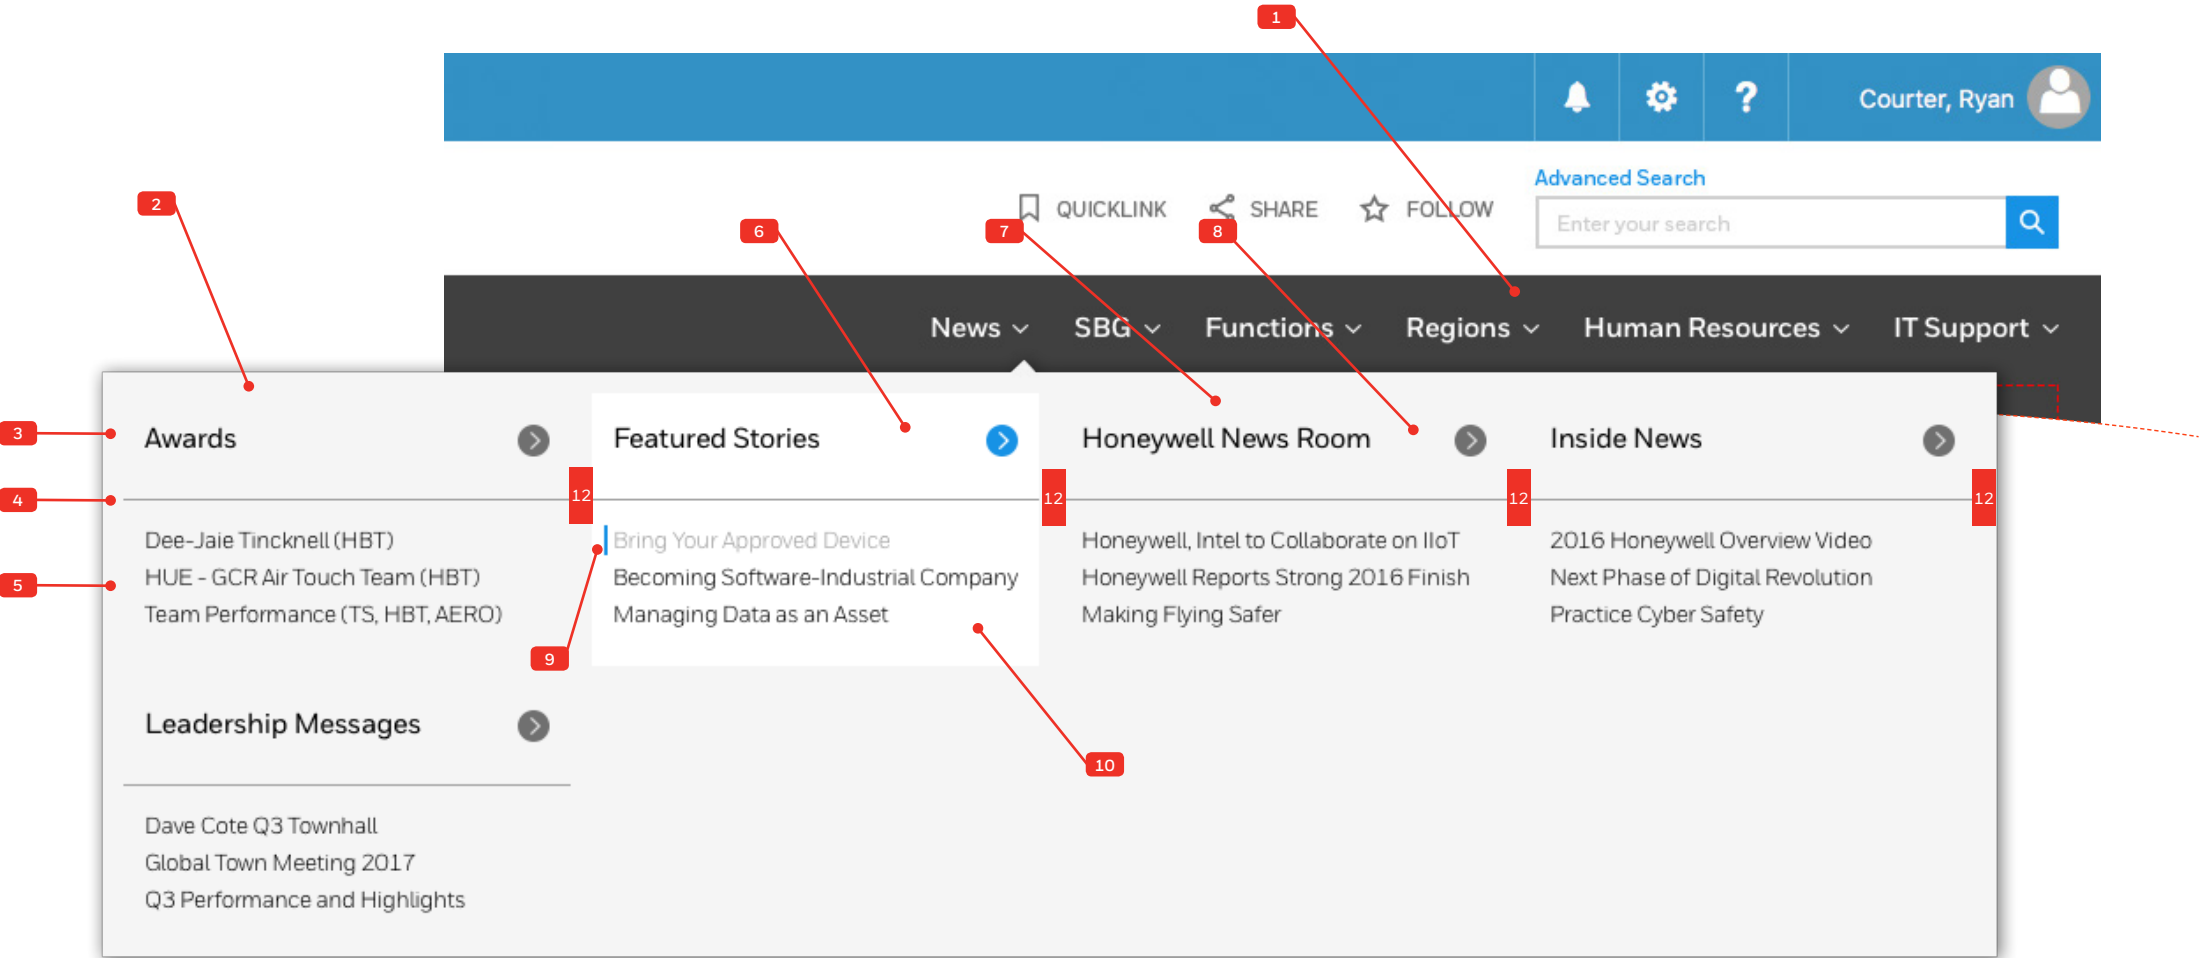 1
Courter, Ryan
Advanced Search
2
QUICKLINK
SHARE
FOLLOW
Enter your search
6
7
8
News
SBG
Functions
Regions
Human Resources
IT Support
3
Awards
Featured Stories
Honeywell News Room
Inside News
4
12
12
12
12
Dee-Jaie Tincknell (HBT)
HUE - GCR Air Touch Team (HBT)
Team Performance (TS, HBT, AERO)
Bring Your Approved Device
Becoming Software-Industrial Company
Managing Data as an Asset
Honeywell, Intel to Collaborate on IIoT
Honeywell Reports Strong 2016 Finish
Making Flying Safer
2016 Honeywell Overview Video
Next Phase of Digital Revolution
Practice Cyber Safety
5
9
10
Leadership Messages
Dave Cote Q3 Townhall
Global Town Meeting 2017
Q3 Performance and Highlights